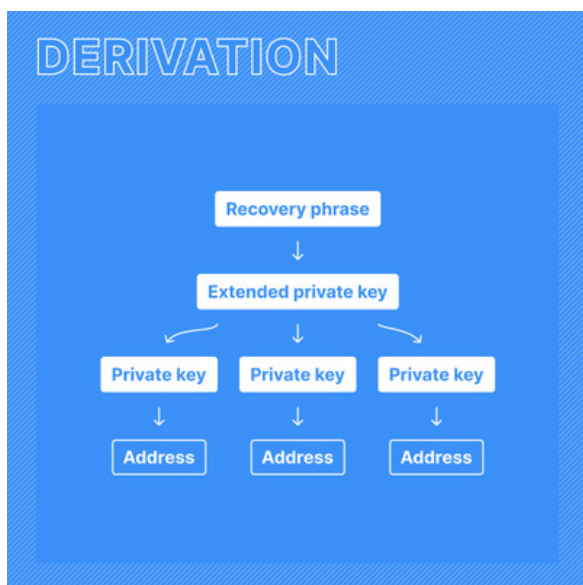 DERIVATION
Recovery phrase
Extended private key
Private key Private key Private key
Address Address Address